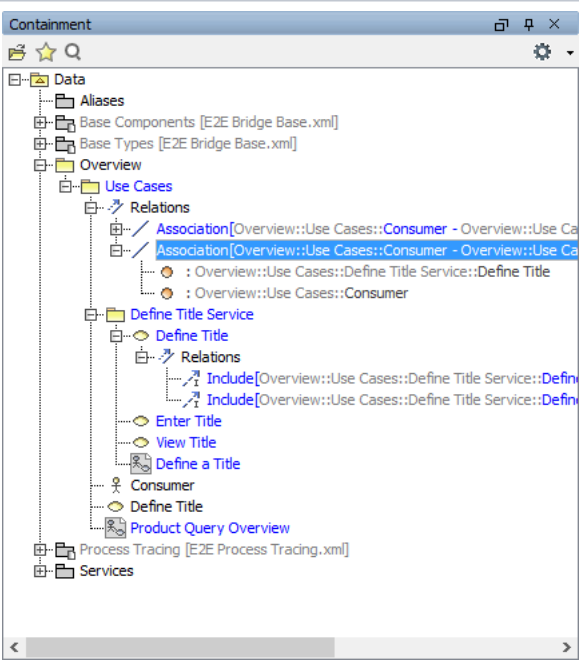 Containment
Data
Aliases
Base Components [E2E Bridge Base.xml]
Base Types [E2E Bridge Base.xml]
Overview
Use Cases
Relations
Association[Overview::Use Cases::Consumer - Overview::Use Ca
Association[Overview::Use Cases::Consumer - Overview::Use Ca
: Overview::Use Cases::Define Title Service::Define Title
: Overview::Use Cases::Consumer
Define Title Service
Define Title
Relations
Include[Overview::Use Cases::Define Title Service::Define
Include[Overview::Use Cases::Define Title Service::Define
Enter Title
View Title
Define a Title
Consumer
Define Title
Product Query Overview
Process Tracing [E2E Process Tracing.xml]
Services